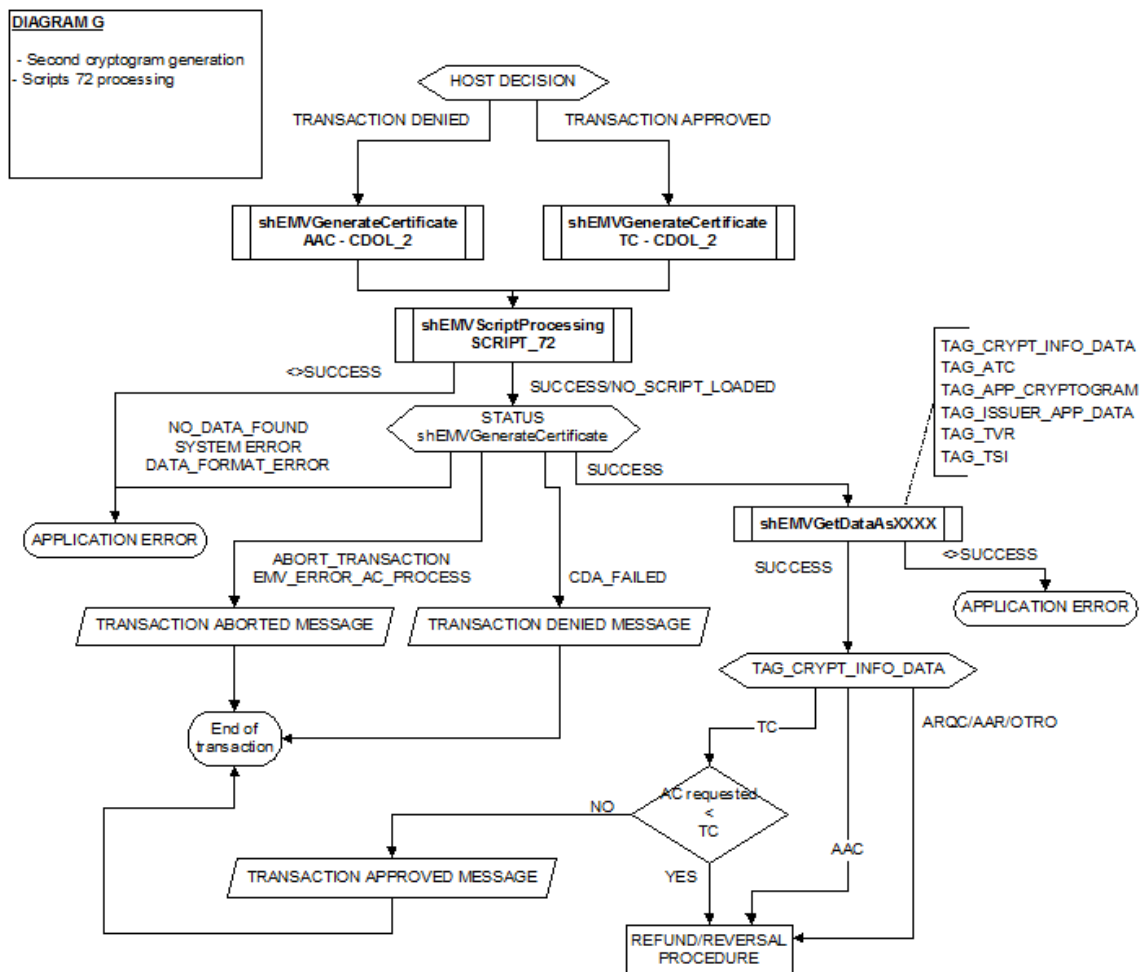 DIAGRAM G
- Second cryptogram generation
- Scripts 72 processing
HOST DECISION
TRANSACTION DENIED
TRANSACTION APPROVED
shEMVGenerateCertificate
AAC - CDOL_2
shEMVGenerateCertificate
TC - CDOL_2
shEMVScriptProcessing
SCRIPT_72
<>SUCCESS
SUCCESS/NO_SCRIPT_LOADED
TAG_CRYPT_INFO_DATA
TAG_ATC
TAG_APP_CRYPTOGRAM
TAG_ISSUER_APP_DATA
TAG_TVR
TAG_TSI
NO_DATA_FOUND
SYSTEM ERROR
DATA_FORMAT_ERROR
STATUS
shEMVGenerateCertificate
SUCCESS
APPLICATION ERROR
shEMVGetDataAsXXXX
ABORT_TRANSACTION
EMV_ERROR_AC_PROCESS
CDA_FAILED
SUCCESS
<>SUCCESS
TRANSACTION ABORTED MESSAGE
TRANSACTION DENIED MESSAGE
APPLICATION ERROR
TAG_CRYPT_INFO_DATA
End of
transaction
TC
ARQC/AAR/OTRO
AC requested
<
TC
NO
AAC
TRANSACTION APPROVED MESSAGE
YES
REFUND/REVERSAL
PROCEDURE